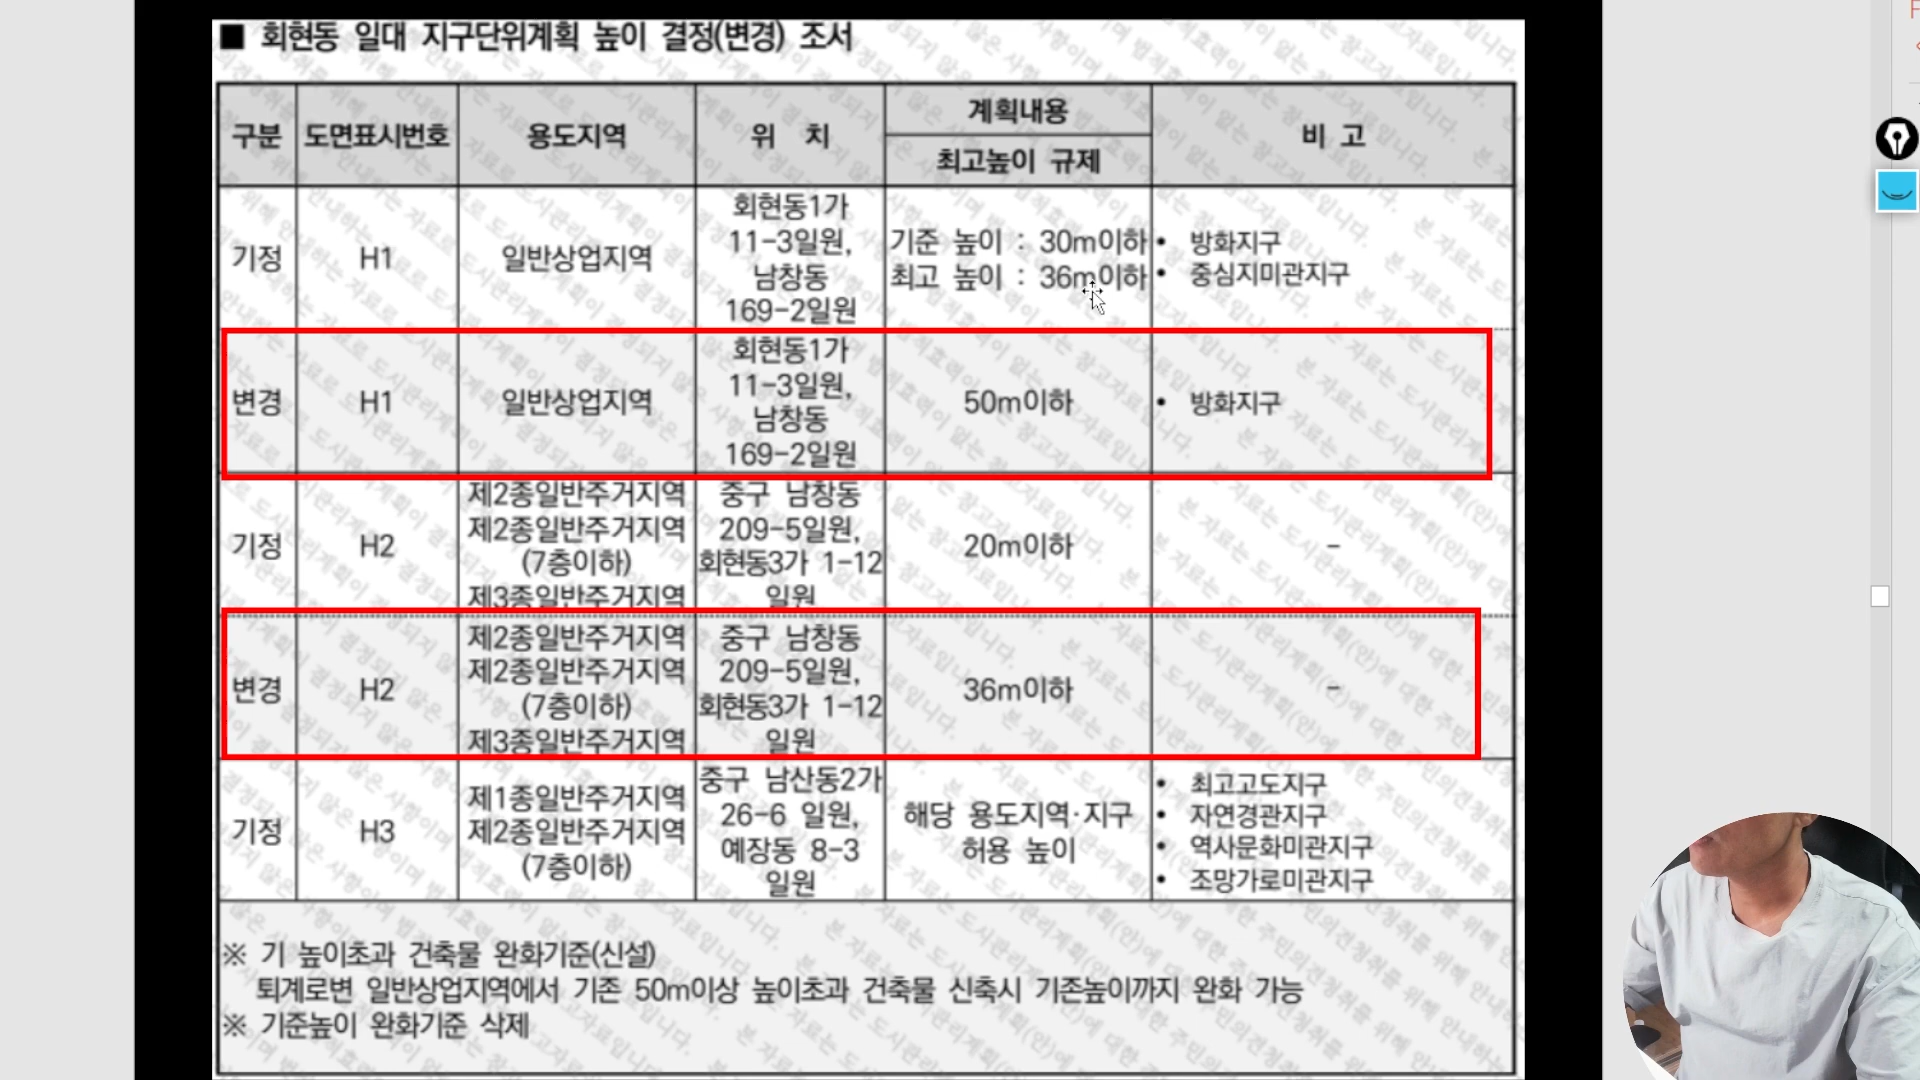 ■ 회현동 일대 지구단위계획 높이 결정(변경) 조서
구분 도면표시번호 용도지역 위 치 계획내용 비 고
최고높이 규제
기정 H1 일반상업지역 회현동1가
11-3일원,
남창동
169-2일원
기준 높이 : 30m이하
최고 높이 : 36m이하
• 방화지구
• 중심지미관지구
변경 H1 일반상업지역 회현동1가
11-3일원,
남창동
169-2일원
50m이하
• 방화지구
기정 H2 제2종일반주거지역
제2종일반주거지역
(7층이하)
제3종일반주거지역
중구 남창동
209-5일원,
회현동3가 1-12
일원
20m이하
-
변경 H2 제2종일반주거지역
제2종일반주거지역
(7층이하)
제3종일반주거지역
중구 남창동
209-5일원,
회현동3가 1-12
일원
36m이하
-
기정 H3 제1종일반주거지역
제2종일반주거지역
(7층이하)
중구 남산동2가
26-6 일원,
예장동 8-3
일원
해당 용도지역·지구
허용 높이
• 최고고도지구
• 자연경관지구
• 역사문화미관지구
• 조망가로미관지구
※ 기 높이초과 건축물 완화기준(신설)
퇴계로변 일반상업지역에서 기존 50m이상 높이초과 건축물 신축시 기존높이까지 완화 가능
※ 기준높이 완화기준 삭제